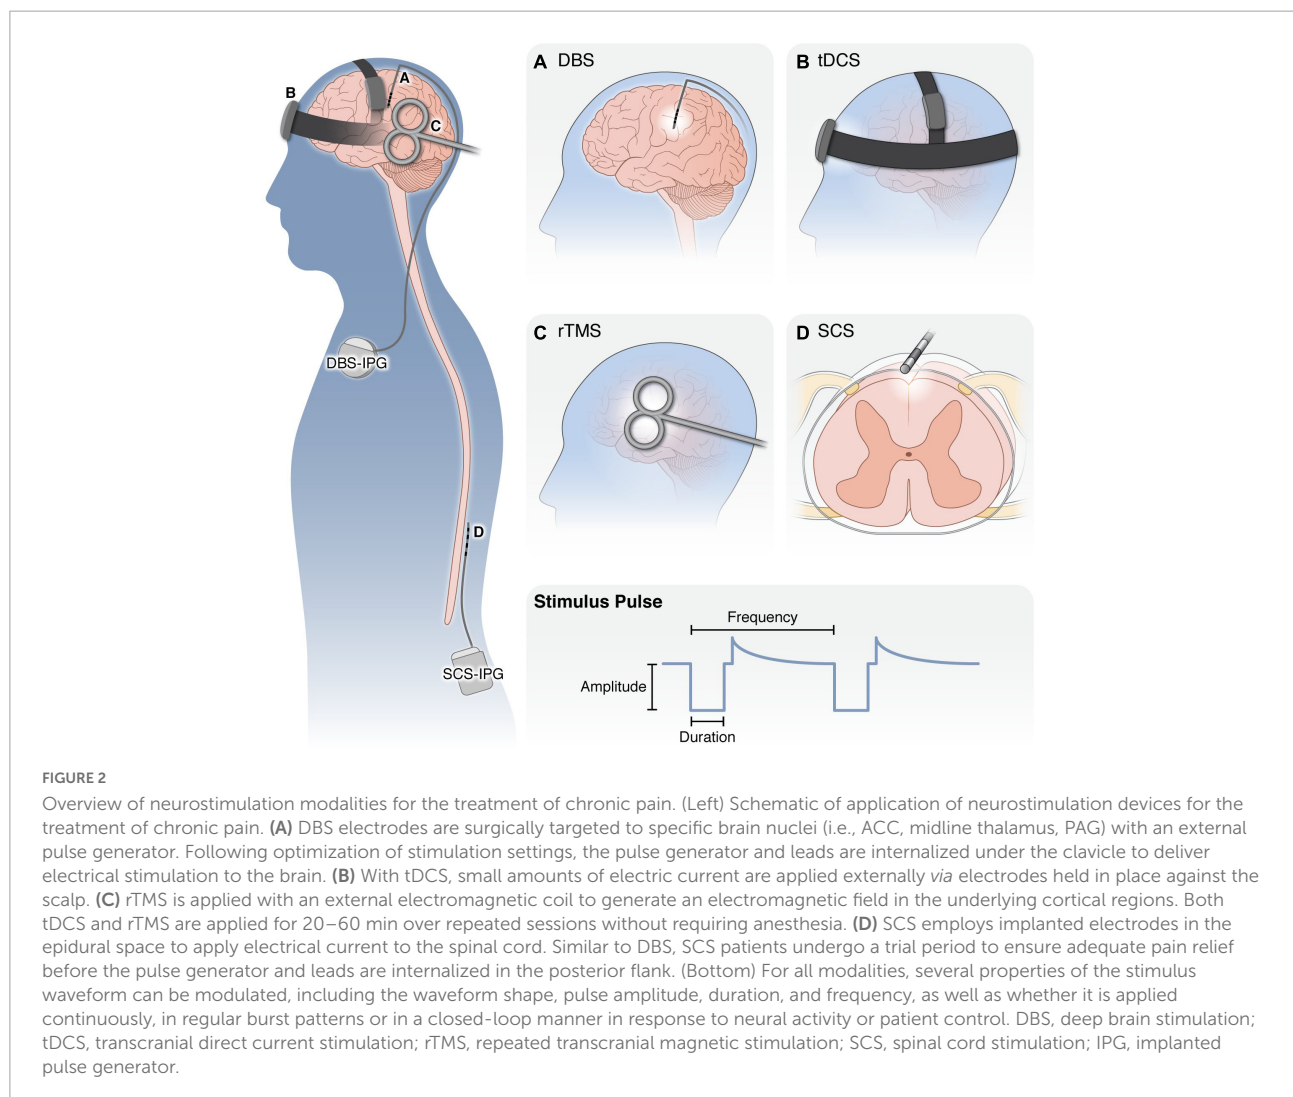 B
A
C
DBS-IPG
D
SCS-IPG
A DBS
B tDCS
C rTMS
D SCS
Stimulus Pulse
Frequency
Amplitude
Duration
FIGURE 2
Overview of neurostimulation modalities for the treatment of chronic pain. (Left) Schematic of application of neurostimulation devices for the
treatment of chronic pain. (A) DBS electrodes are surgically targeted to specific brain nuclei (i.e., ACC, midline thalamus, PAG) with an external
pulse generator. Following optimization of stimulation settings, the pulse generator and leads are internalized under the clavicle to deliver
electrical stimulation to the brain. (B) With tDCS, small amounts of electric current are applied externally via electrodes held in place against the
scalp. (C) rTMS is applied with an external electromagnetic coil to generate an electromagnetic field in the underlying cortical regions. Both
tDCS and rTMS are applied for 20–60 min over repeated sessions without requiring anesthesia. (D) SCS employs implanted electrodes in the
epidural space to apply electrical current to the spinal cord. Similar to DBS, SCS patients undergo a trial period to ensure adequate pain relief
before the pulse generator and leads are internalized in the posterior flank. (Bottom) For all modalities, several properties of the stimulus
waveform can be modulated, including the waveform shape, pulse amplitude, duration, and frequency, as well as whether it is applied
continuously, in regular burst patterns or in a closed-loop manner in response to neural activity or patient control. DBS, deep brain stimulation;
tDCS, transcranial direct current stimulation; rTMS, repeated transcranial magnetic stimulation; SCS, spinal cord stimulation; IPG, implanted
pulse generator.